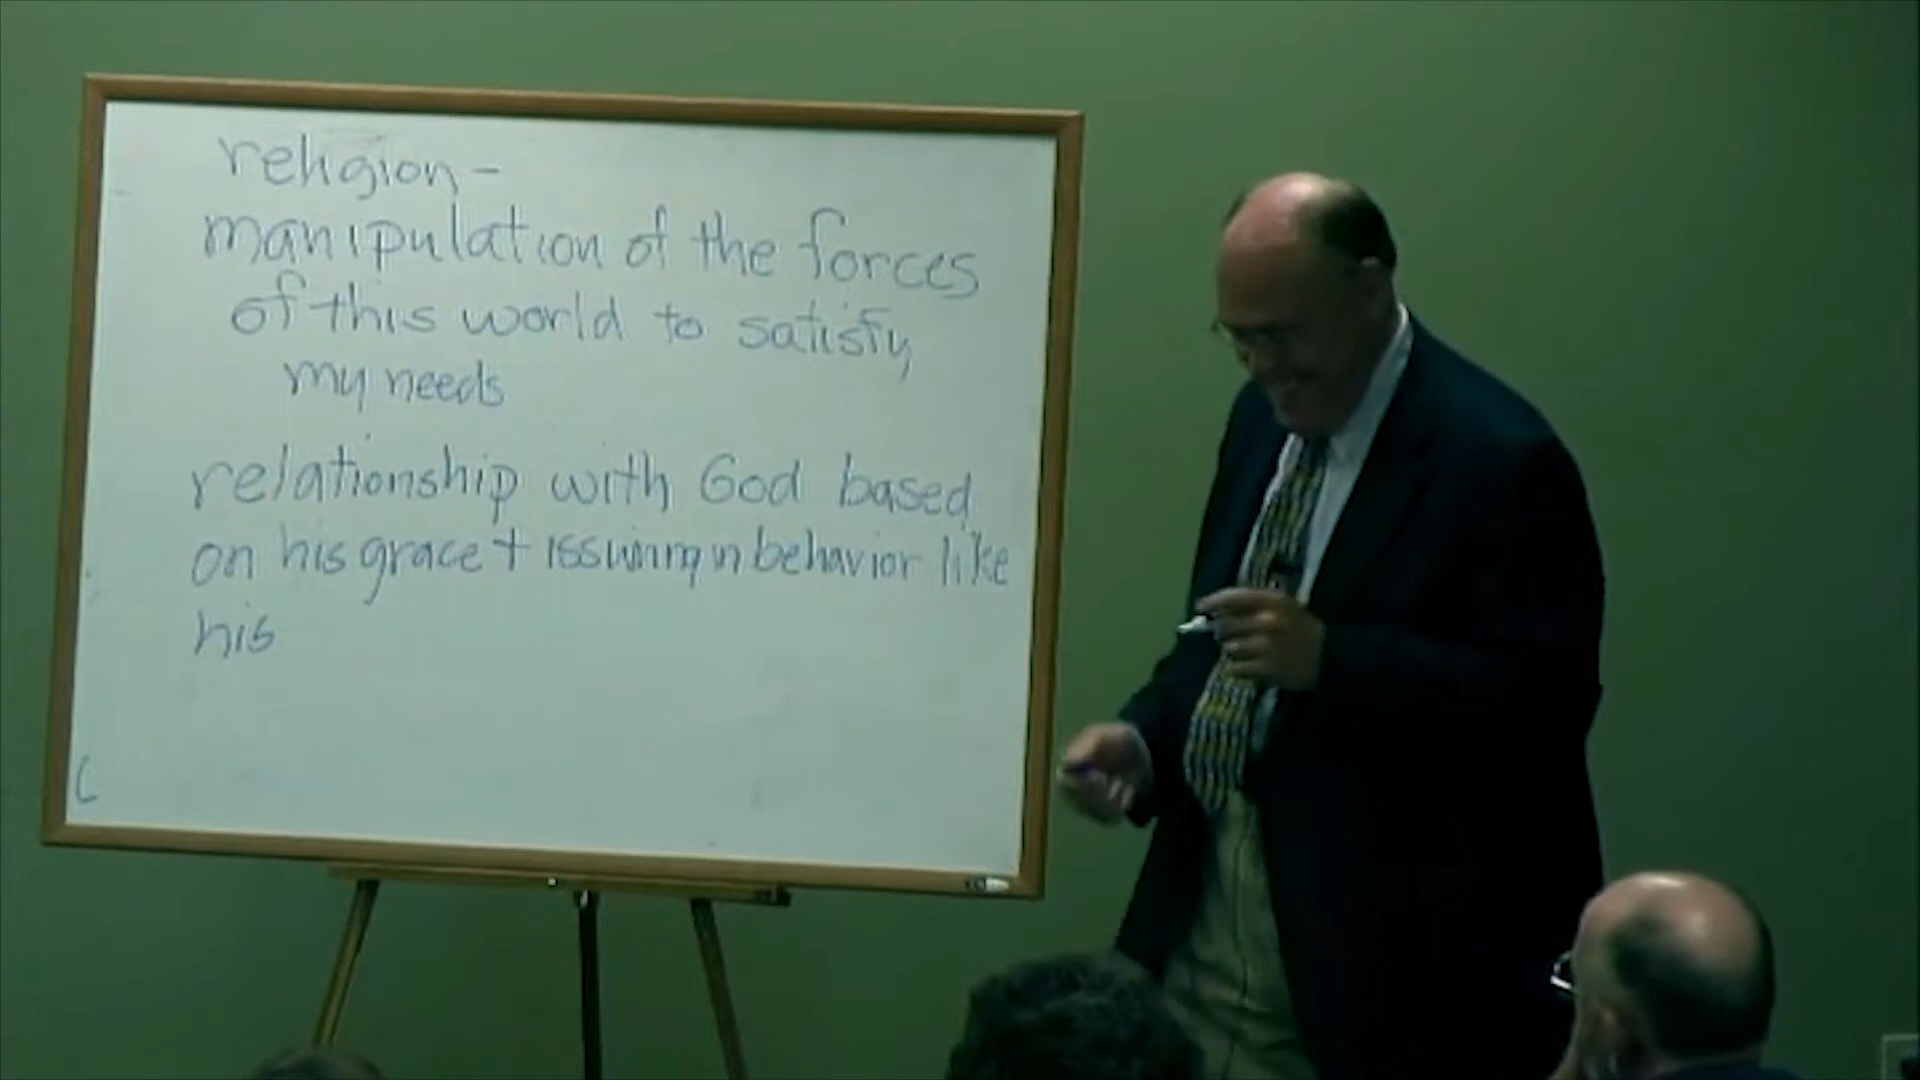 religion -
manipulation of the forces
of this world to satisfy
my needs
relationship with God based
on his grace + issuing in behavior like
his